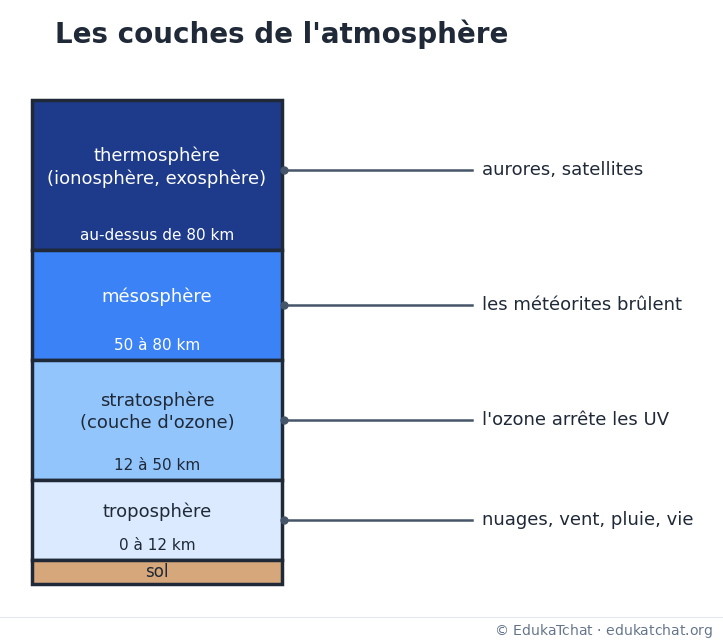 Les couches de l'atmosphère
thermosphère
(ionosphère, exosphère)
au-dessus de 80 km
aurores, satellites
mésosphère
50 à 80 km
les météorites brûlent
stratosphère
(couche d'ozone)
12 à 50 km
l'ozone arrête les UV
troposphère
0 à 12 km
nuages, vent, pluie, vie
sol
© EdukaTchat · edukatchat.org